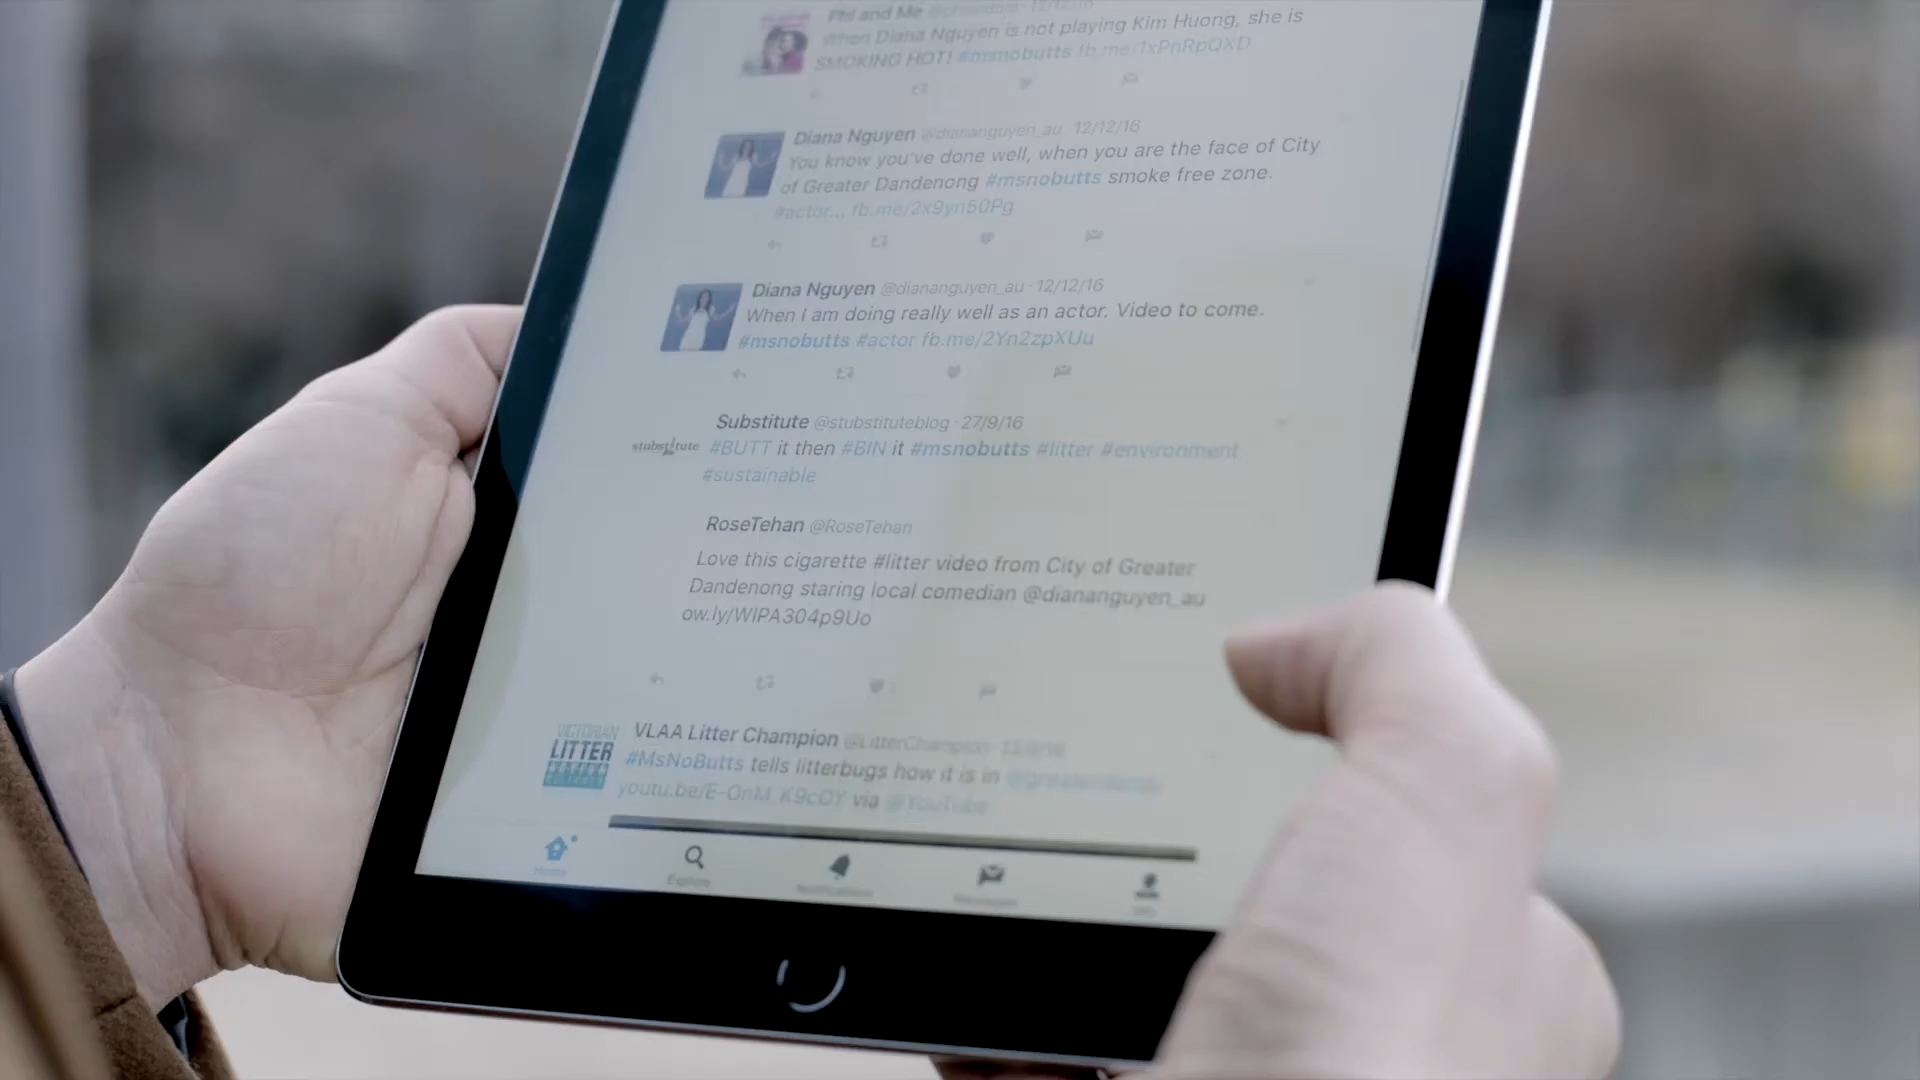 Phil and Me
When Diana Nguyen is not playing Kim Huong, she is
SMOKING HOT! #msnobutts fb.me/1xPnRpQXD
Diana Nguyen @diananguyen_au · 12/12/16
You know you've done well, when you are the face of City
of Greater Dandenong #msnobutts smoke free zone.
#actor... fb.me/2x9yn50Pg
Diana Nguyen @diananguyen_au · 12/12/16
When I am doing really well as an actor. Video to come.
#msnobutts #actor fb.me/2Yn2zpXUu
Substitute @stubstituteblog · 27/9/16
stubstitute
#BUTT it then #BIN it #msnobutts #litter #environment
#sustainable
RoseTehan @RoseTehan
Love this cigarette #litter video from City of Greater
Dandenong staring local comedian @diananguyen_au
ow.ly/WIPA304p9Uo
VICTORIAN
LITTER
VLAA Litter Champion @LitterChampion
#MsNoButts tells litterbugs how it is in
youtu.be/E-OnM_K9cOY via @YouTube
Home
Explore
Notifications
Messages